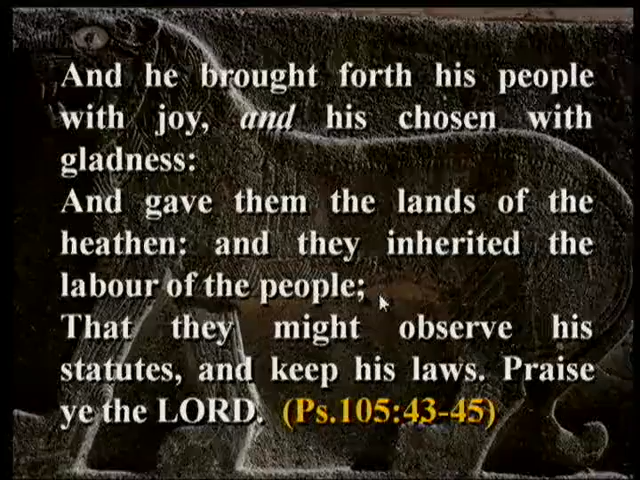 And he brought forth his people
with joy, and his chosen with
gladness:
And gave them the lands of the
heathen: and they inherited the
labour of the people;
That they might observe his
statutes, and keep his laws. Praise
ye the LORD. (Ps.105:43-45)